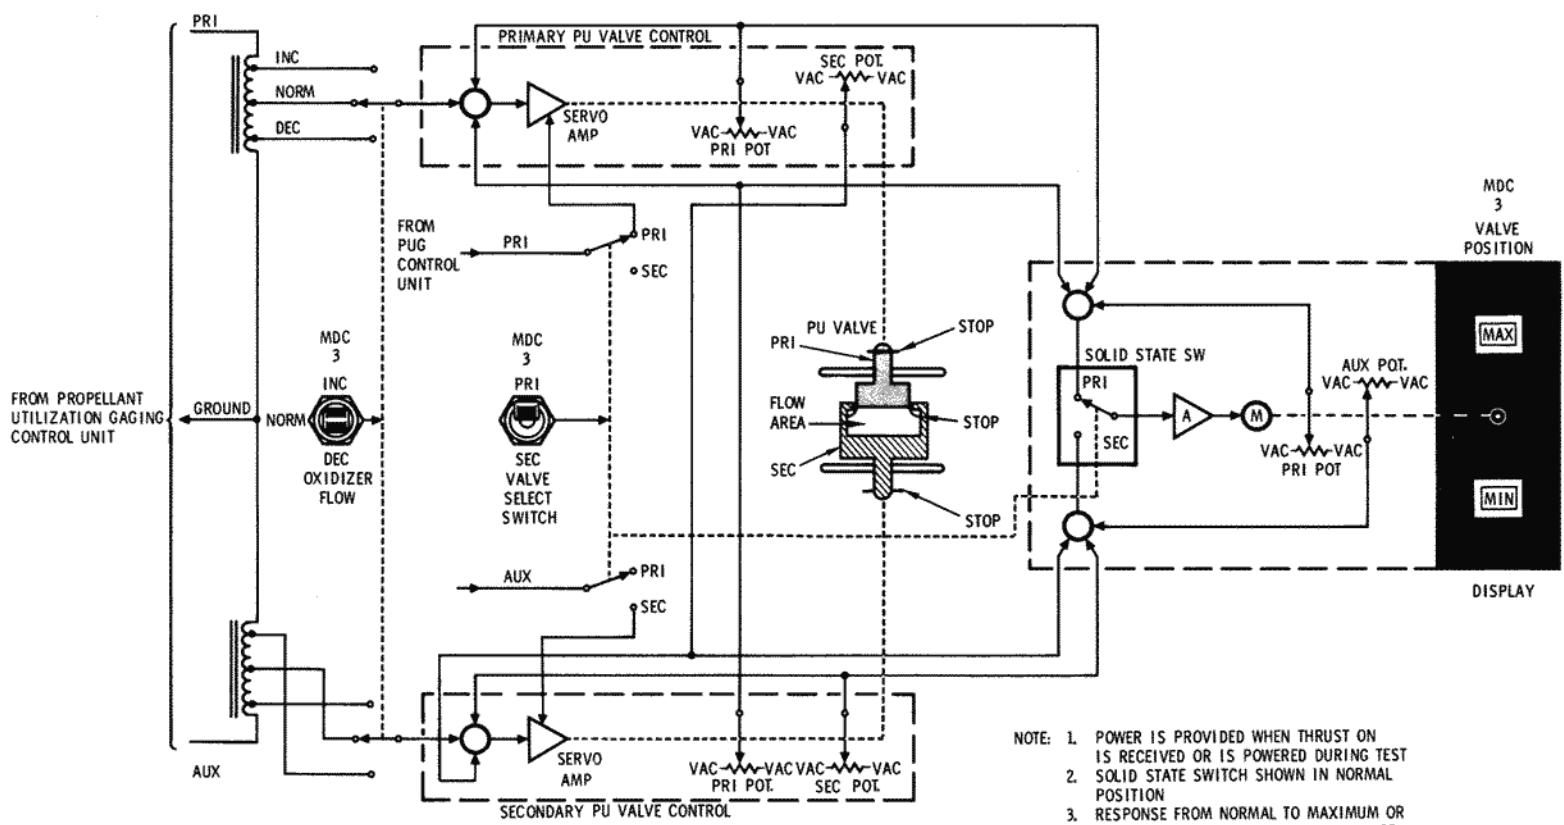 PRI
INC
NORM
DEC
PRIMARY PU VALVE CONTROL
SERVO
AMP
VAC VAC
PRI POT
SEC POT.
VAC VAC
FROM
PUG
CONTROL
UNIT
PRI
PRI
SEC
FROM PROPELLANT
UTILIZATION GAGING
CONTROL UNIT
GROUND
MDC
3
INC
NORM
DEC
OXIDIZER
FLOW
MDC
3
PRI
SEC
VALVE
SELECT
SWITCH
PU VALVE
PRI
STOP
FLOW
AREA
STOP
SEC
STOP
AUX
PRI
SEC
AUX
SERVO
AMP
VAC VAC
PRI POT.
VAC VAC
SEC POT.
SECONDARY PU VALVE CONTROL
SOLID STATE SW
PRI
SEC
A
M
AUX POT.
VAC VAC
VAC VAC
PRI POT
MDC
3
VALVE
POSITION
MAX
MIN
DISPLAY
NOTE: 1. POWER IS PROVIDED WHEN THRUST ON
IS RECEIVED OR IS POWERED DURING TEST
2. SOLID STATE SWITCH SHOWN IN NORMAL
POSITION
3. RESPONSE FROM NORMAL TO MAXIMUM OR